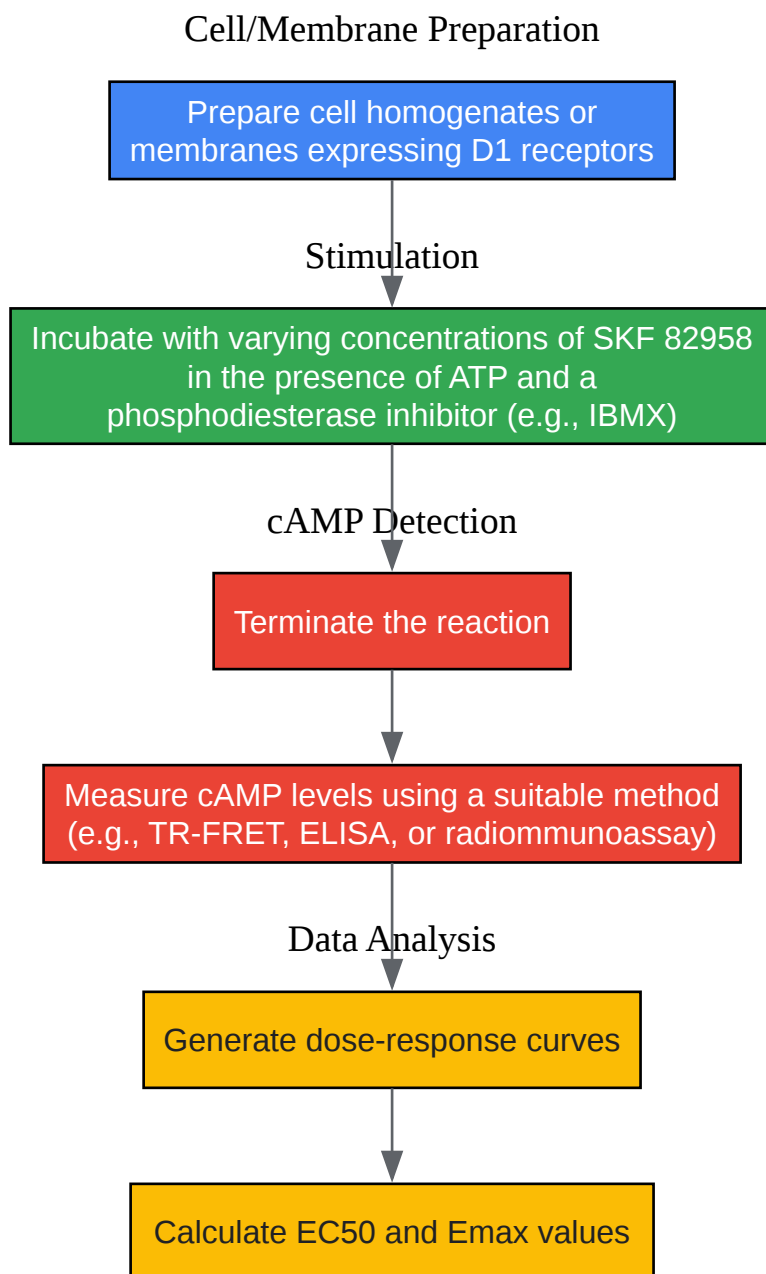 Cell/Membrane Preparation
Prepare cell homogenates or
membranes expressing D1 receptors
Stimulation
Incubate with varying concentrations of SKF 82958
in the presence of ATP and a
phosphodiesterase inhibitor (e.g., IBMX)
cAMP Detection
Terminate the reaction
Measure cAMP levels using a suitable method
(e.g., TR-FRET, ELISA, or radiommunoassay)
Data Analysis
Generate dose-response curves
Calculate EC50 and Emax values